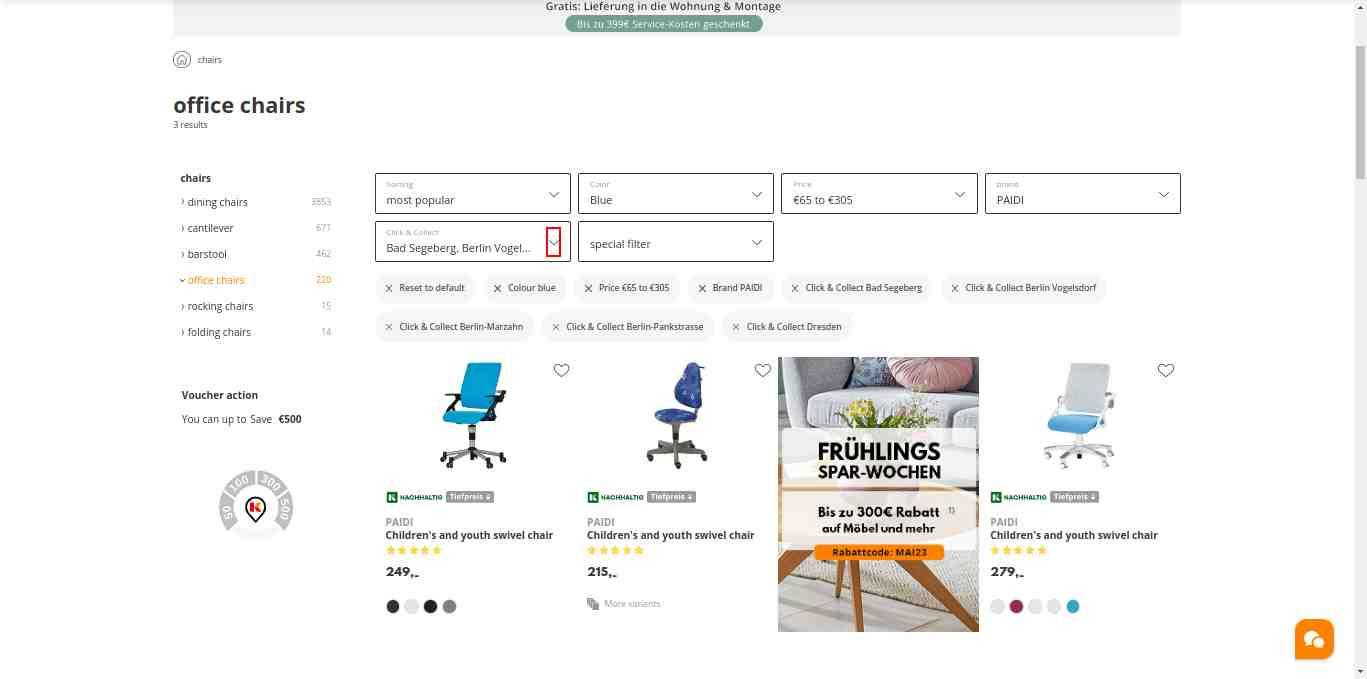 Gratis: Lieferung in die Wohnung & Montage
Bis zu 399€ Service-Kosten geschenkt
chairs
office chairs
3 results
chairs
dining chairs 3853
cantilever 671
barstool 462
office chairs 220
rocking chairs 15
folding chairs 14
Voucher action
You can up to Save €500
50 100 300 500
Sorting
most popular
Color
Blue
Price
€65 to €305
Brand
PAIDI
Click & Collect
Bad Segeberg, Berlin Vogel...
special filter
Reset to default
Colour blue
Price €65 to €305
Brand PAIDI
Click & Collect Bad Segeberg
Click & Collect Berlin Vogelsdorf
Click & Collect Berlin-Marzahn
Click & Collect Berlin-Pankstrasse
Click & Collect Dresden
NACHHALTIG Tiefpreis
PAIDI
Children's and youth swivel chair
249,-
NACHHALTIG Tiefpreis
PAIDI
Children's and youth swivel chair
215,-
More variants
FRÜHLINGS
SPAR-WOCHEN
Bis zu 300€ Rabatt 1)
auf Möbel und mehr
Rabattcode: MAI23
NACHHALTIG Tiefpreis
PAIDI
Children's and youth swivel chair
279,-